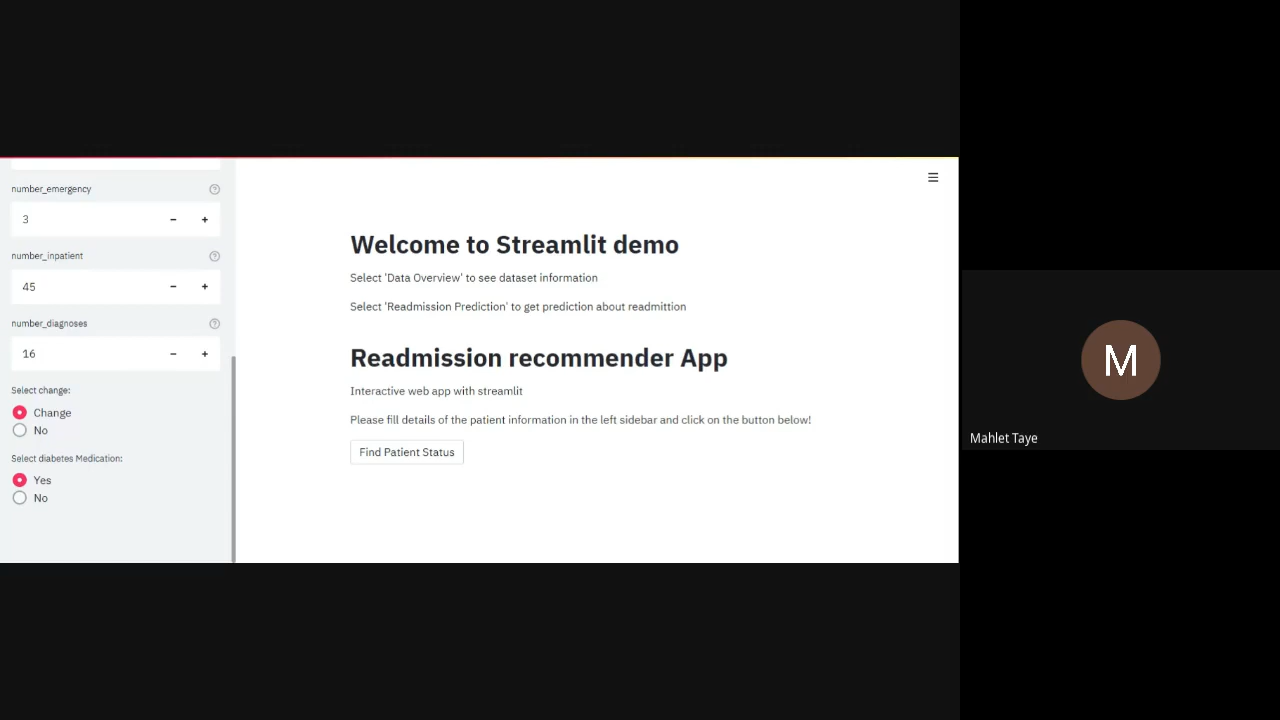 number_emergency
3
number_inpatient
45
number_diagnoses
16
Select change:
Change
No
Select diabetes Medication:
Yes
No
Welcome to Streamlit demo
Select 'Data Overview' to see dataset information
Select 'Readmission Prediction' to get prediction about readmittion
Readmission recommender App
Interactive web app with streamlit
Please fill details of the patient information in the left sidebar and click on the button below!
Find Patient Status
M
Mahlet Taye